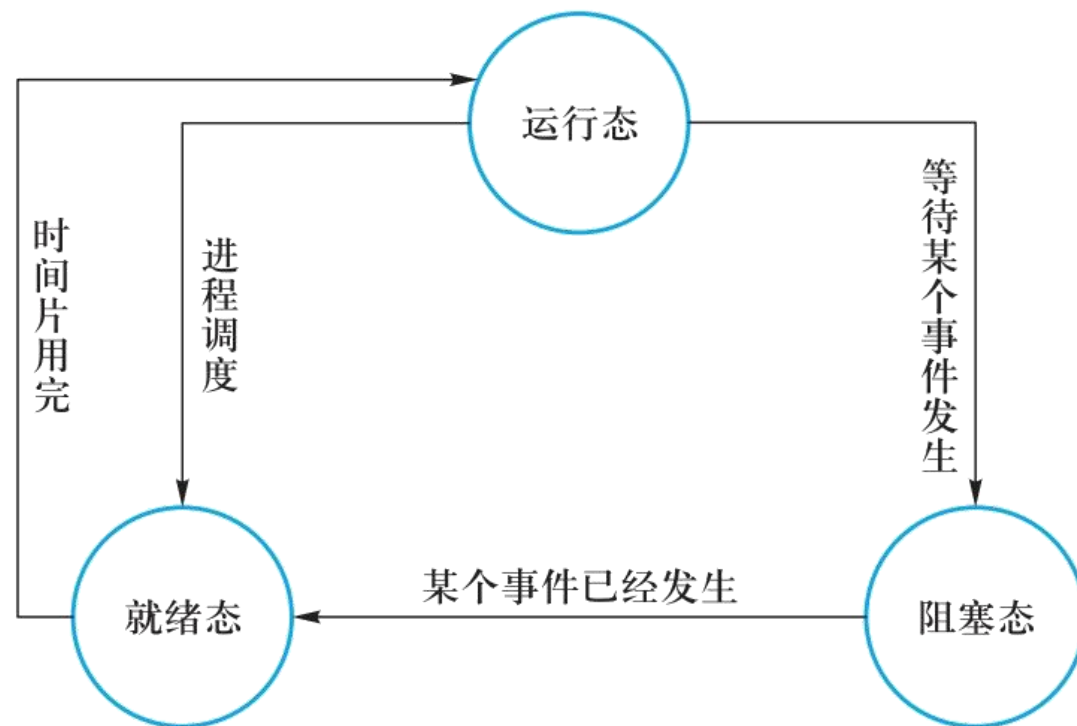 运行态
时间片用完
进程调度
等待某个事件发生
某个事件已经发生
就绪态
阻塞态